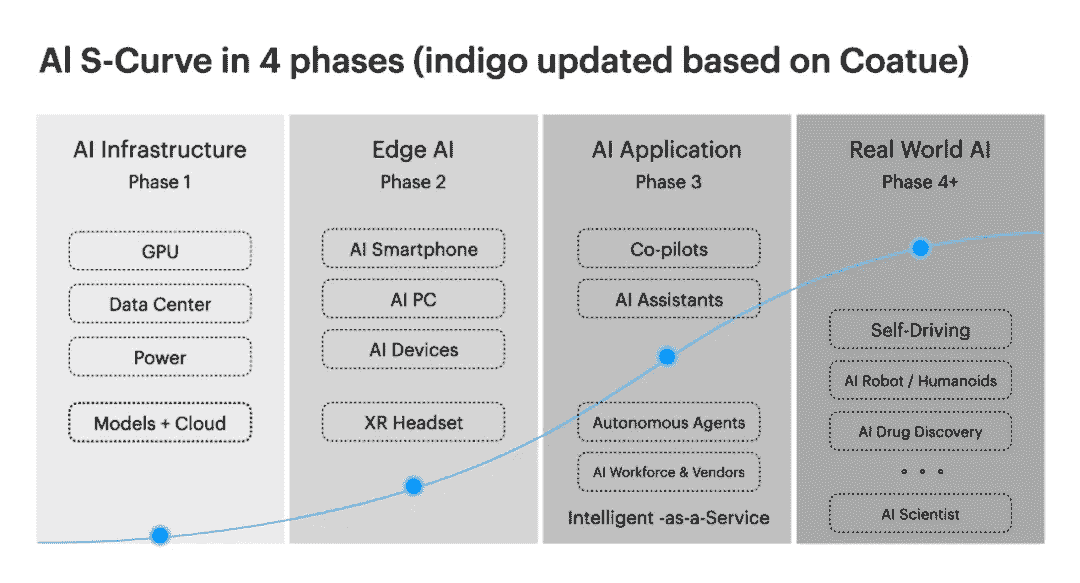 AI S-Curve in 4 phases (indigo updated based on Coatue)
AI Infrastructure
Phase 1
GPU
Data Center
Power
Models + Cloud
Edge AI
Phase 2
AI Smartphone
AI PC
AI Devices
XR Headset
AI Application
Phase 3
Co-pilots
AI Assistants
Autonomous Agents
AI Workforce & Vendors
Intelligent -as-a-Service
Real World AI
Phase 4+
Self-Driving
AI Robot / Humanoids
AI Drug Discovery
AI Scientist